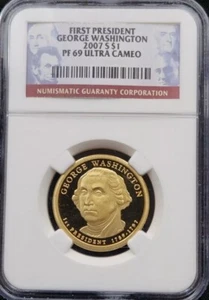 FIRST PRESIDENT
GEORGE WASHINGTON
2007 S $1
PF 69 ULTRA CAMEO
NUMISMATIC GUARANTY CORPORATION
GEORGE WASHINGTON
1st PRESIDENT 1789-1797